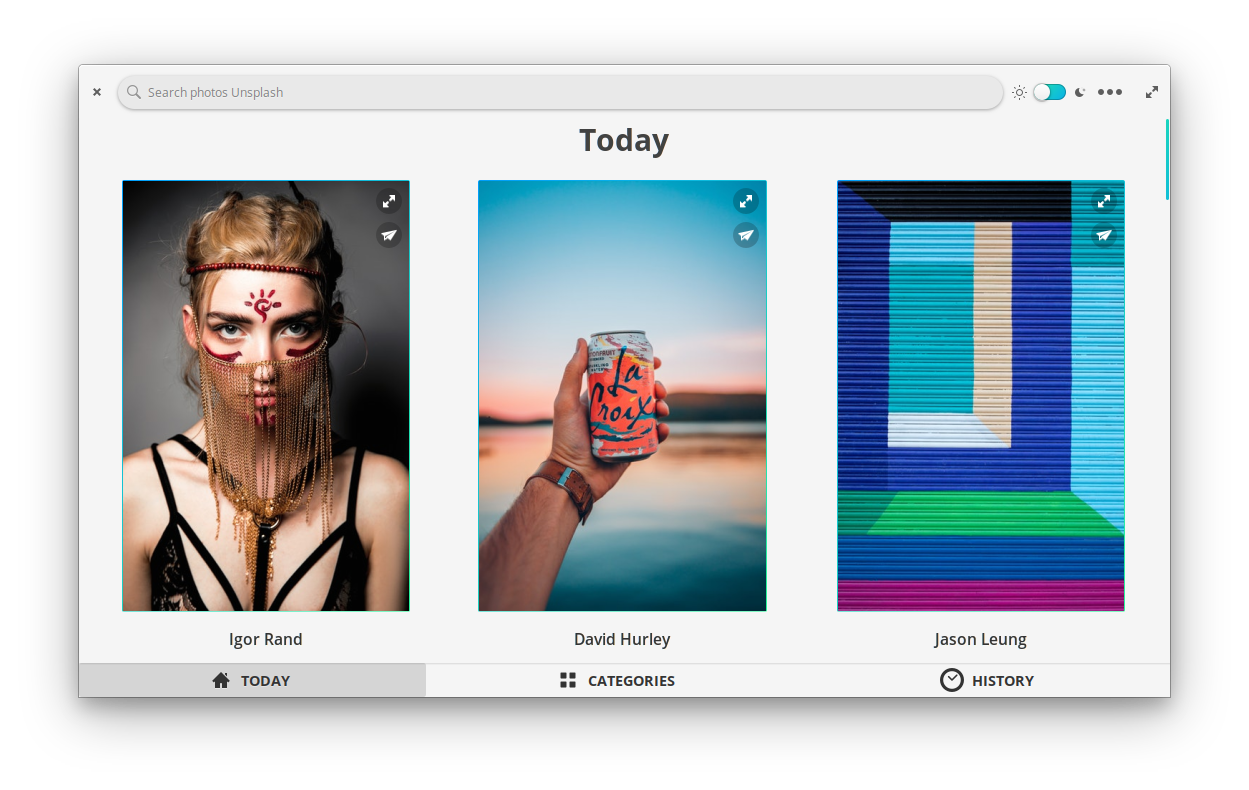 Search photos Unsplash
Today
La
Croix
Igor Rand
David Hurley
Jason Leung
TODAY
CATEGORIES
HISTORY